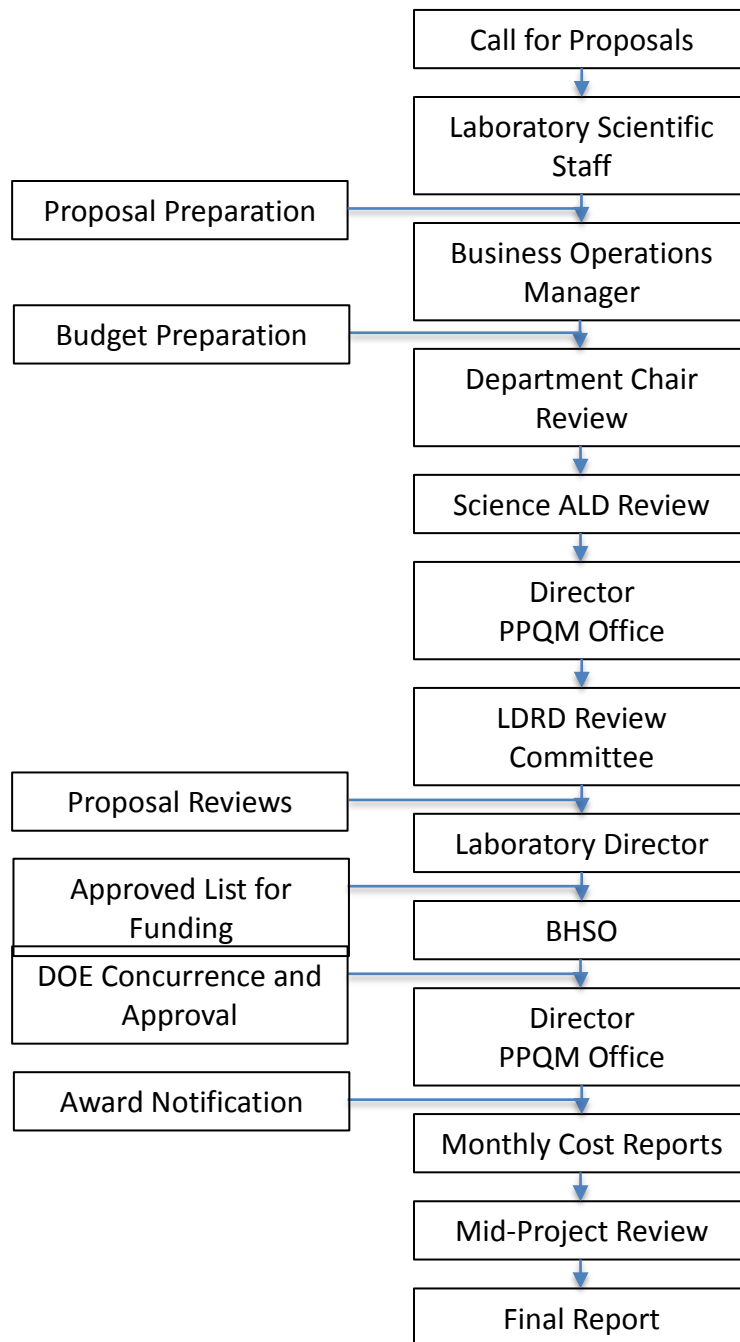 Call for Proposals
Laboratory Scientific
Staff
Proposal Preparation
Business Operations
Manager
Budget Preparation
Department Chair
Review
Science ALD Review
Director
PPQM Office
LDRD Review
Committee
Proposal Reviews
Laboratory Director
Approved List for
Funding
BHSO
DOE Concurrence and
Approval
Director
PPQM Office
Award Notification
Monthly Cost Reports
Mid-Project Review
Final Report